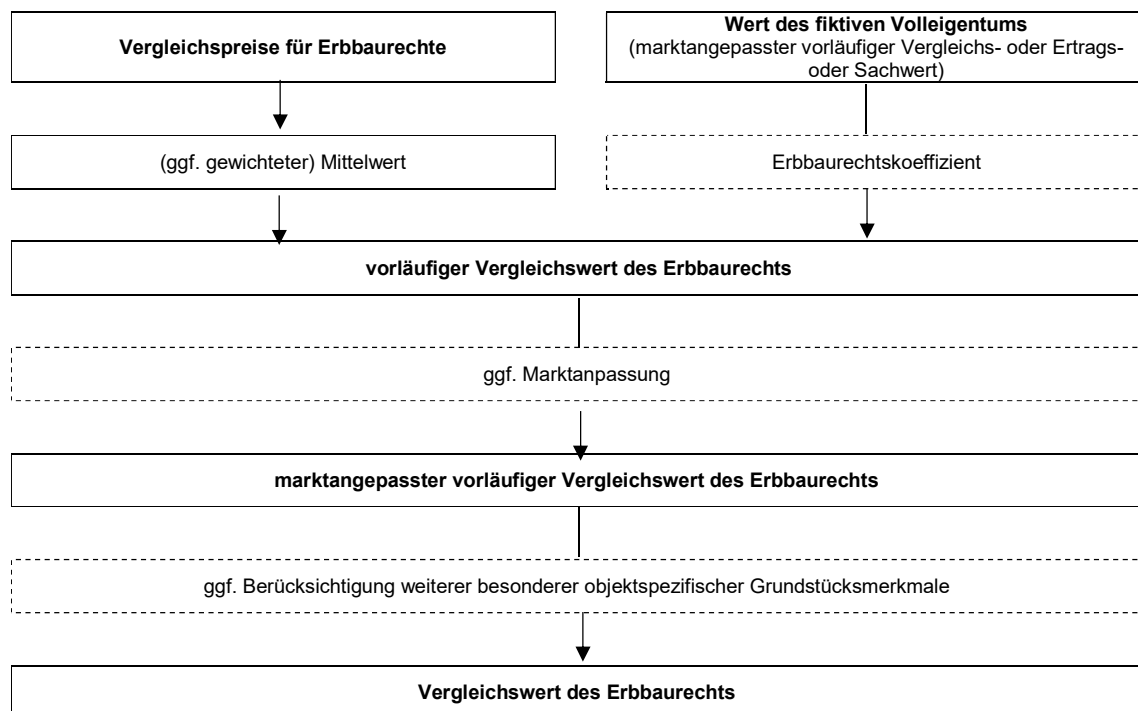 Vergleichspreise für Erbbaurechte
Wert des fiktiven Volleigentums
(marktangepasster vorläufiger Vergleichs- oder Ertrags-
oder Sachwert)
(ggf. gewichteter) Mittelwert
Erbbaurechtskoeffizient
vorläufiger Vergleichswert des Erbbaurechts
ggf. Marktanpassung
marktangepasster vorläufiger Vergleichswert des Erbbaurechts
ggf. Berücksichtigung weiterer besonderer objektspezifischer Grundstücksmerkmale
Vergleichswert des Erbbaurechts